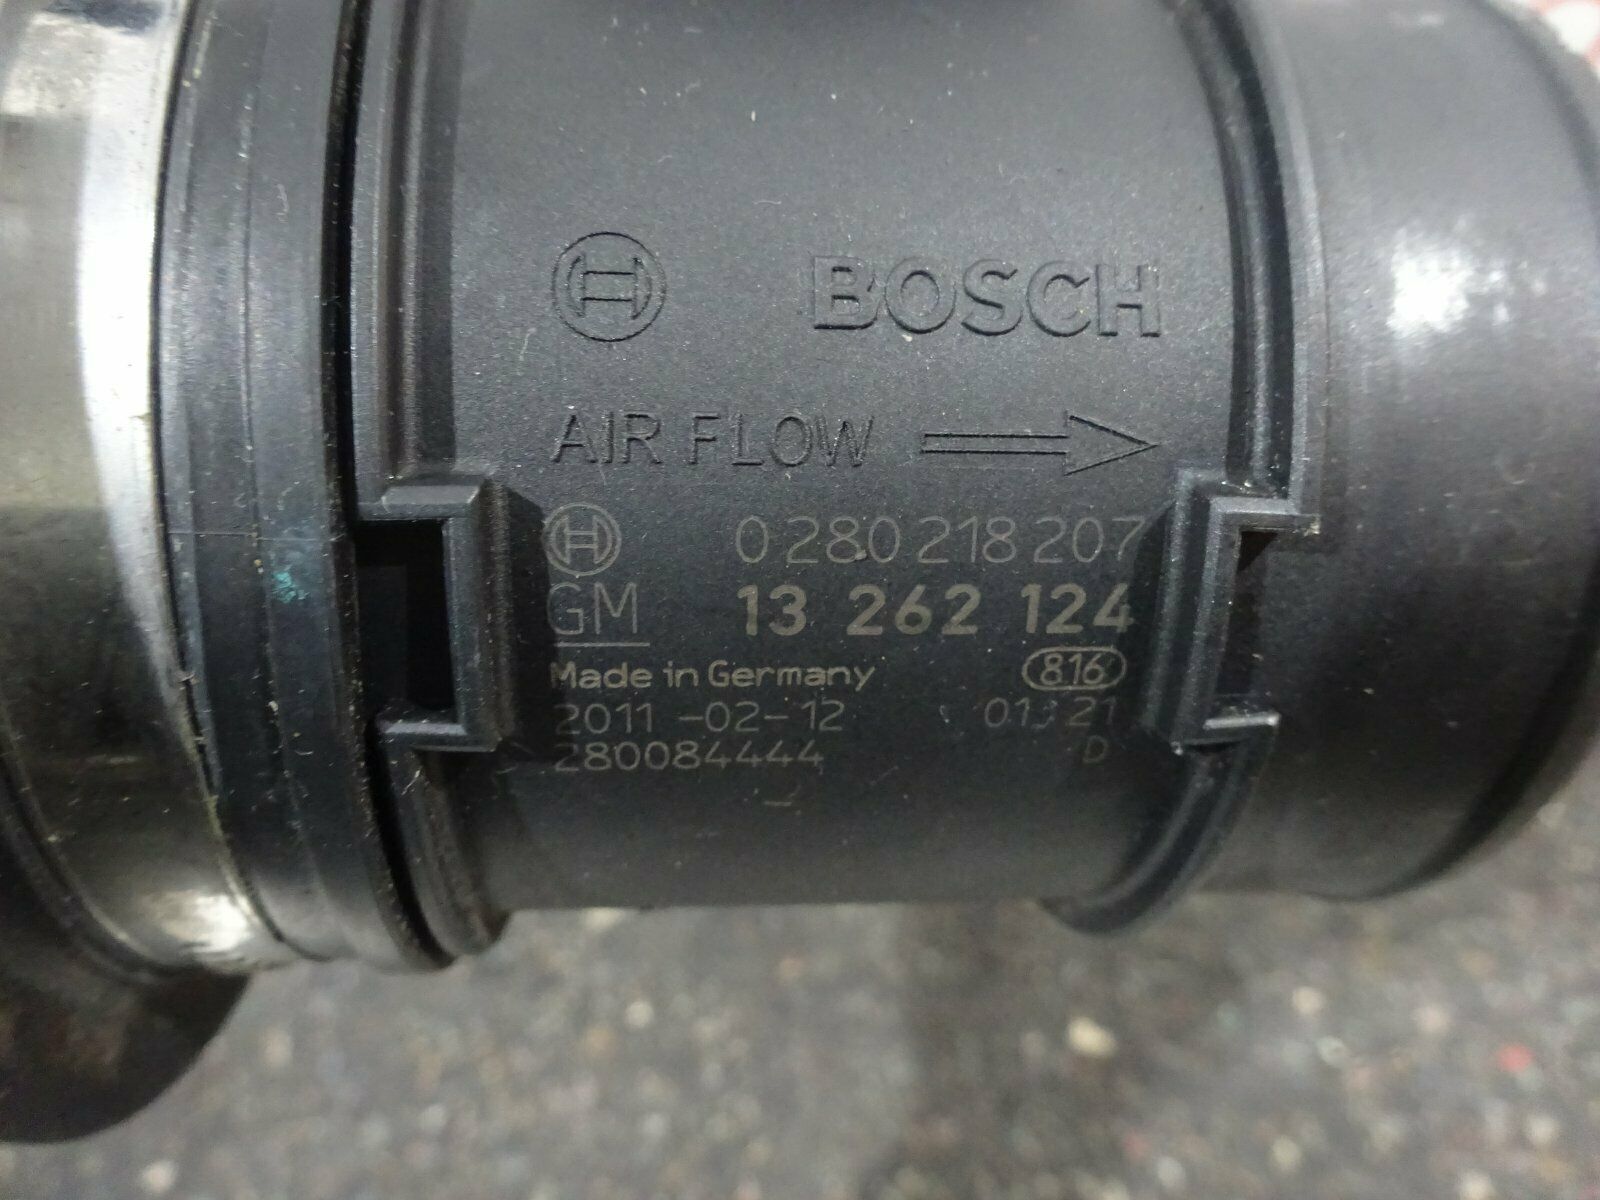 BOSCH
AIR FLOW
0 280 218 207
GM 13 262 124
Made in Germany 816
2011 -02-12
280084444 D